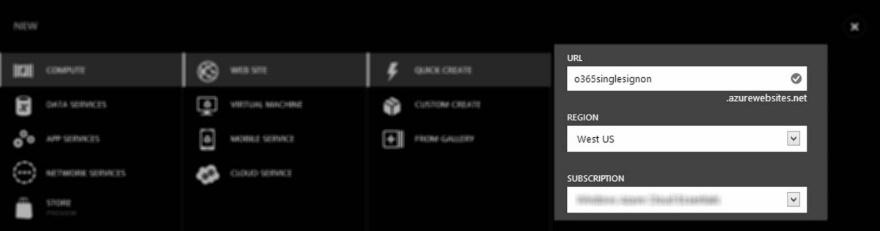 NEW
COMPUTE
DATA SERVICES
APP SERVICES
NETWORK SERVICES
STORE
PREVIEW
WEB SITE
VIRTUAL MACHINE
MOBILE SERVICE
CLOUD SERVICE
QUICK CREATE
CUSTOM CREATE
FROM GALLERY
URL
o365singlesignon
.azurewebsites.net
REGION
West US
SUBSCRIPTION